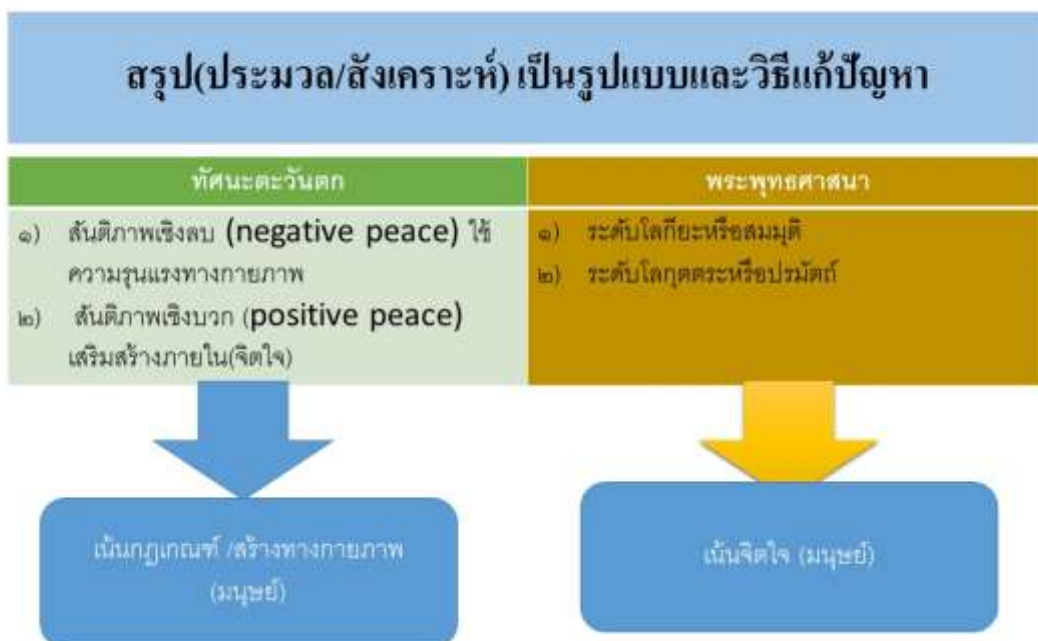 สรุป(ประมวล/สังเคราะห์) เป็นรูปแบบและวิธีแก้ปัญหา
ทัศนะตะวันตก
๑) สันติภาพเชิงลบ (negative peace) ใช้
ความรุนแรงทางกายภาพ
๒) สันติภาพเชิงบวก (positive peace)
เสริมสร้างภายใน(จิตใจ)
พระพุทธศาสนา
๑) ระดับโลกียะหรือสมมุติ
๒) ระดับโลกุตตระหรือปรมัตถ์
เน้นกฎเกณฑ์ /สร้างทางกายภาพ
(มนุษย์)
เน้นจิตใจ (มนุษย์)